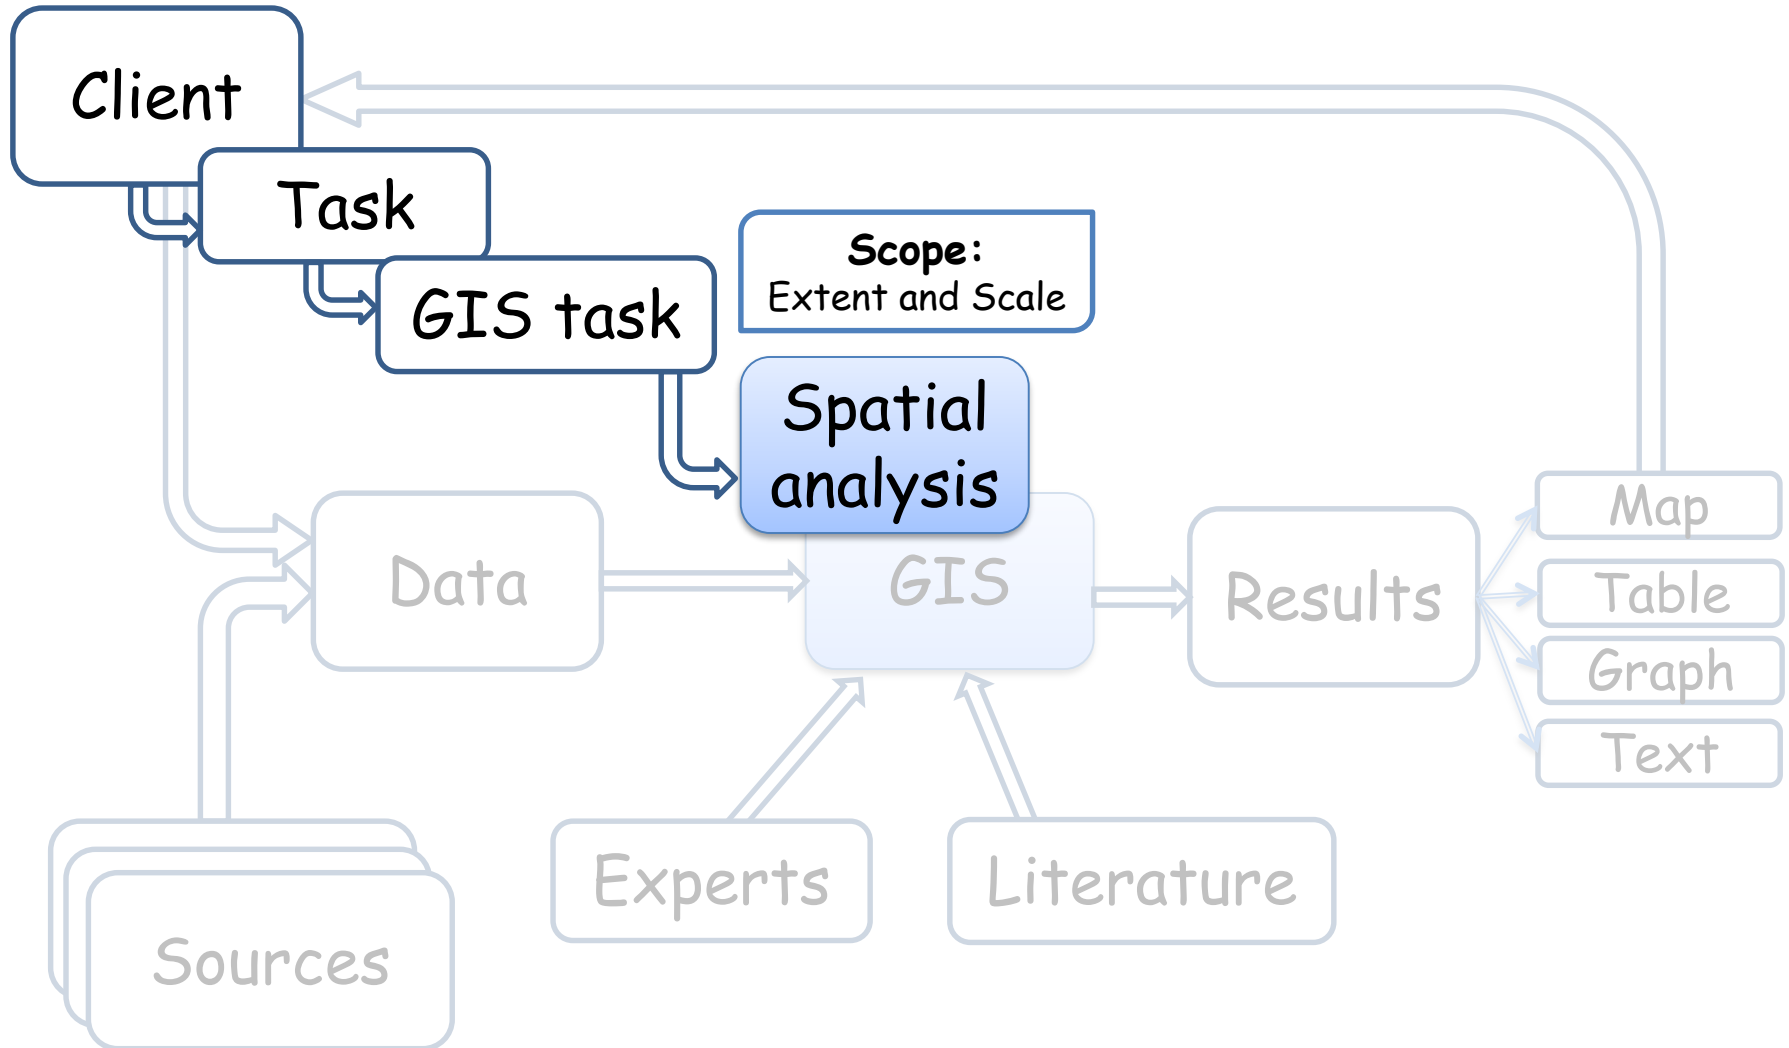 Client
Task
GIS task
Scope:
Extent and Scale
Spatial
analysis
Data
GIS
Results
Map
Table
Graph
Text
Experts
Literature
Sources